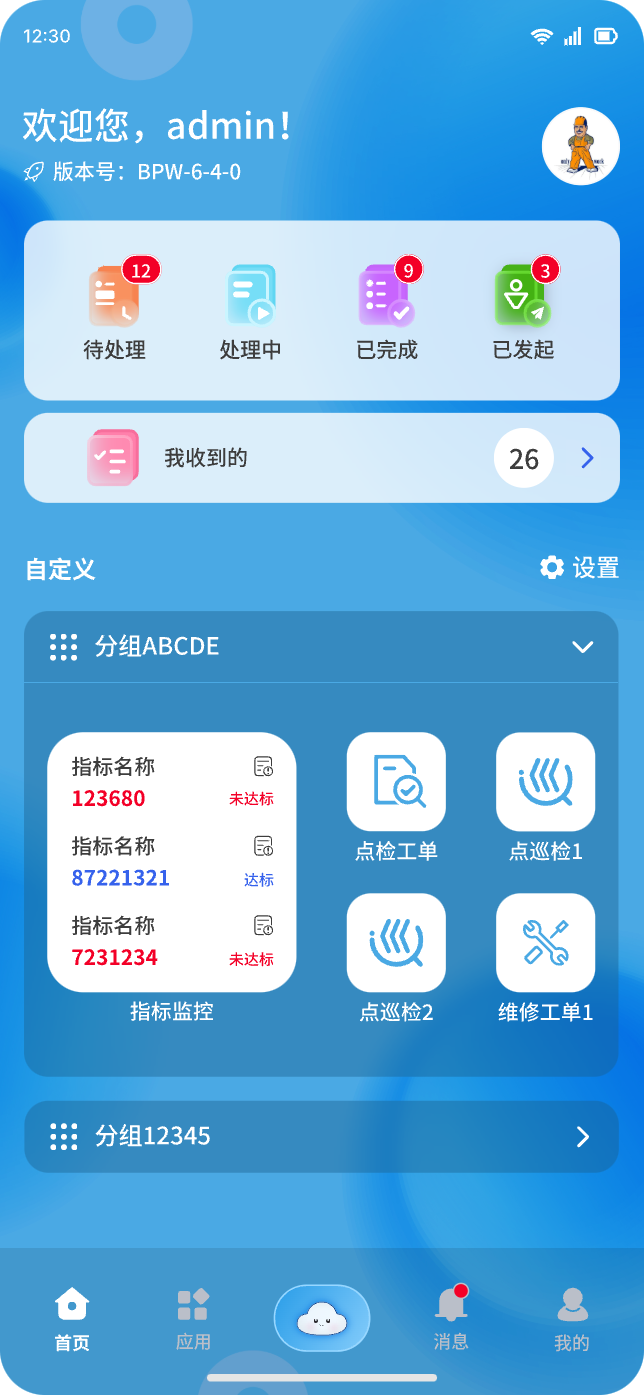 12:30
欢迎您，admin!
版本号：BPW-6-4-0
12
9
3
待处理
处理中
已完成
已发起
我收到的
26
自定义
设置
分组ABCDE
指标名称
123680
未达标
指标名称
87221321
达标
指标名称
7231234
未达标
指标监控
点检工单
点巡检1
点巡检2
维修工单1
分组12345
首页
应用
消息
我的